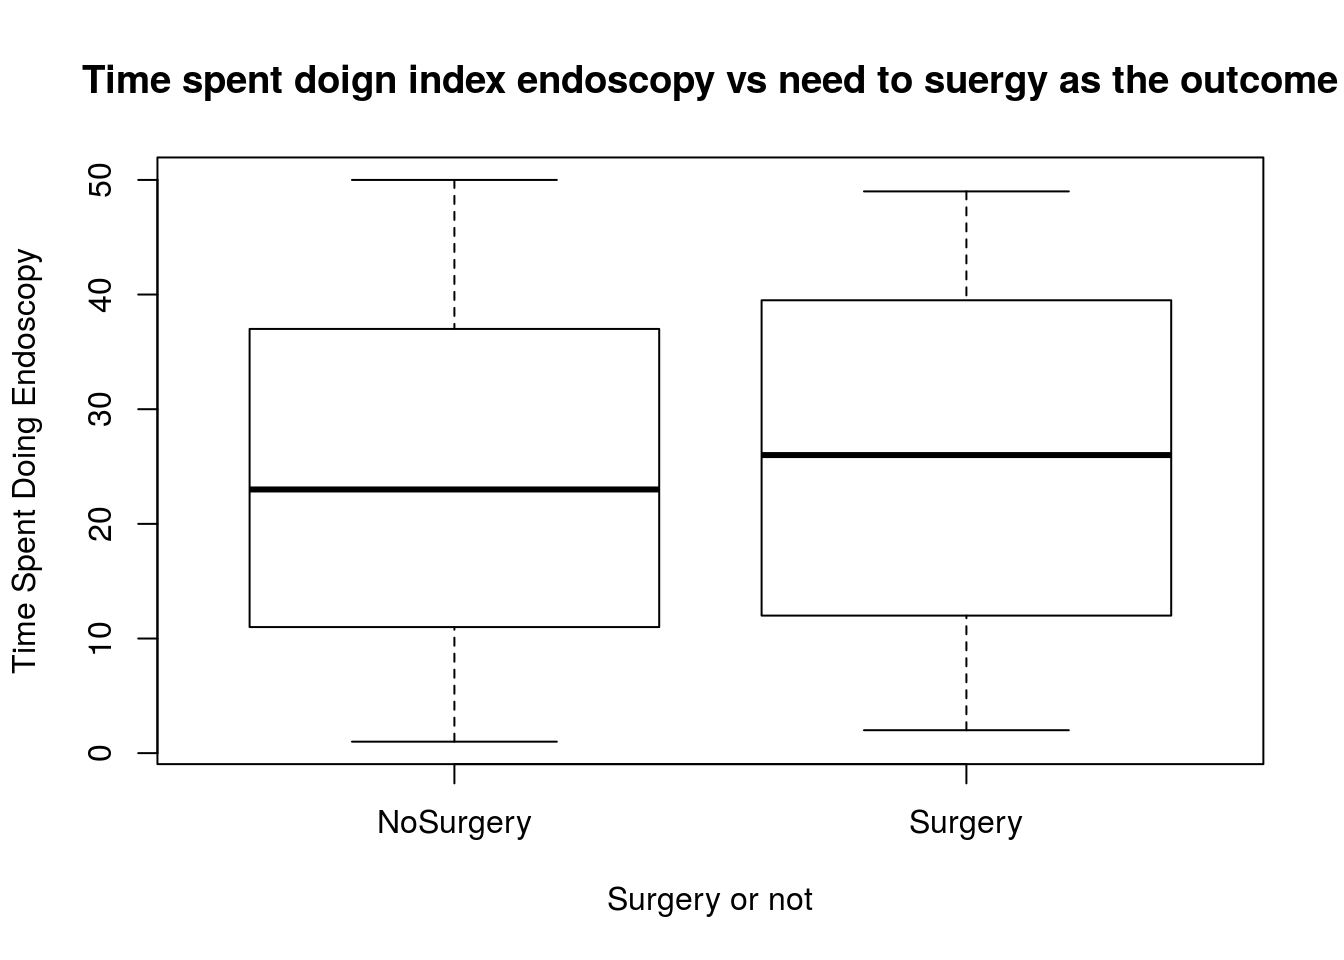 Time spent doign index endoscopy vs need to suergy as the outcome
Time Spent Doing Endoscopy
50
40
30
20
10
0
NoSurgery
Surgery
Surgery or not